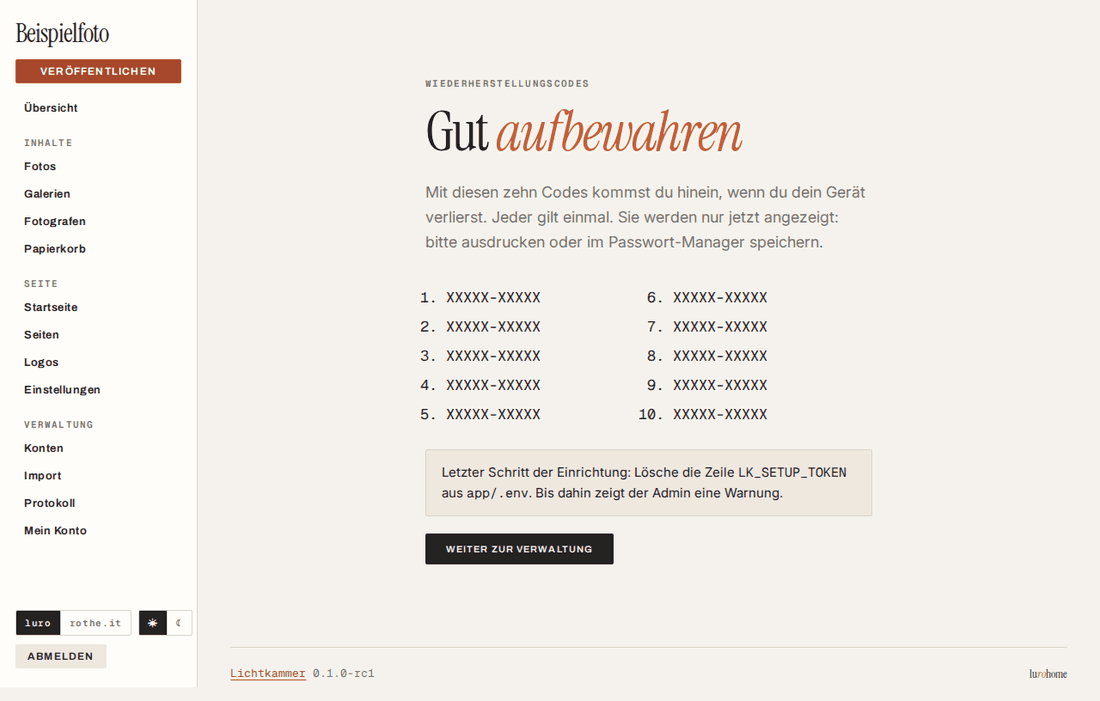 Beispielfoto
VERÖFFENTLICHEN
Übersicht
INHALTE
Fotos
Galerien
Fotografen
Papierkorb
SEITE
Startseite
Seiten
Logos
Einstellungen
VERWALTUNG
Konten
Import
Protokoll
Mein Konto
luro rothe.it
ABMELDEN
WIEDERHERSTELLUNGSCODES
Gut aufbewahren
Mit diesen zehn Codes kommst du hinein, wenn du dein Gerät
verlierst. Jeder gilt einmal. Sie werden nur jetzt angezeigt:
bitte ausdrucken oder im Passwort-Manager speichern.
1. XXXXX-XXXXX
2. XXXXX-XXXXX
3. XXXXX-XXXXX
4. XXXXX-XXXXX
5. XXXXX-XXXXX
6. XXXXX-XXXXX
7. XXXXX-XXXXX
8. XXXXX-XXXXX
9. XXXXX-XXXXX
10. XXXXX-XXXXX
Letzter Schritt der Einrichtung: Lösche die Zeile LK_SETUP_TOKEN
aus app/.env. Bis dahin zeigt der Admin eine Warnung.
WEITER ZUR VERWALTUNG
Lichtkammer 0.1.0-rc1
lurohome